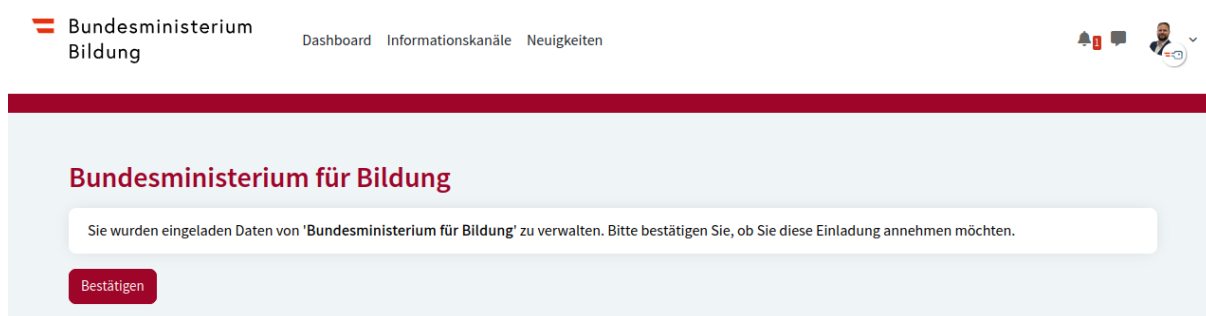 Bundesministerium
Bildung
Dashboard Informationskanäle Neuigkeiten
1
Bundesministerium für Bildung
Sie wurden eingeladen Daten von 'Bundesministerium für Bildung' zu verwalten. Bitte bestätigen Sie, ob Sie diese Einladung annehmen möchten.
Bestätigen